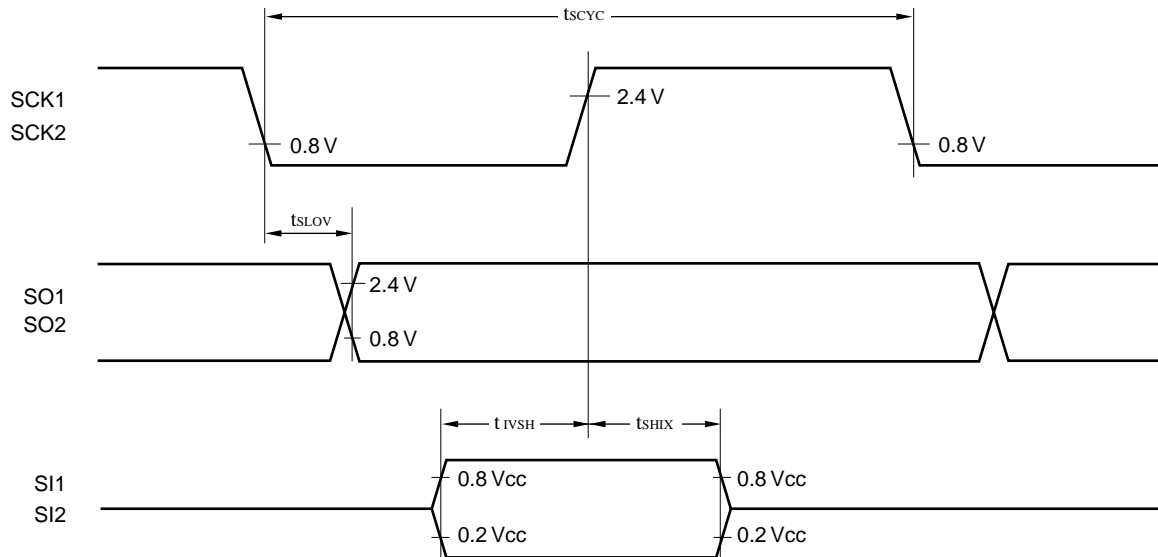 tSCYC
SCK1
SCK2
2.4 V
0.8 V
0.8 V
tSLOV
SO1
SO2
2.4 V
0.8 V
tIVSH
tSHIX
SI1
SI2
0.8 Vcc
0.8 Vcc
0.2 Vcc
0.2 Vcc